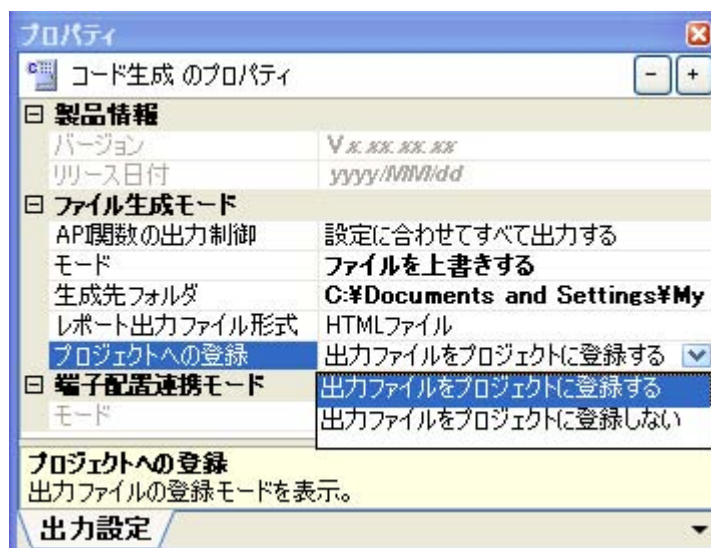 プロパティ
コード生成 のプロパティ
製品情報
バージョン V x.xx.xx.xx
リリース日付 yyyy/MM/dd
ファイル生成モード
API関数の出力制御 設定に合わせてすべて出力する
モード ファイルを上書きする
生成先フォルダ C:¥Documents and Settings¥My
レポート出力ファイル形式 HTMLファイル
プロジェクトへの登録 出力ファイルをプロジェクトに登録する
端子配置連携モード 出力ファイルをプロジェクトに登録する
モード 出力ファイルをプロジェクトに登録しない
プロジェクトへの登録
出力ファイルの登録モードを表示。
出力設定